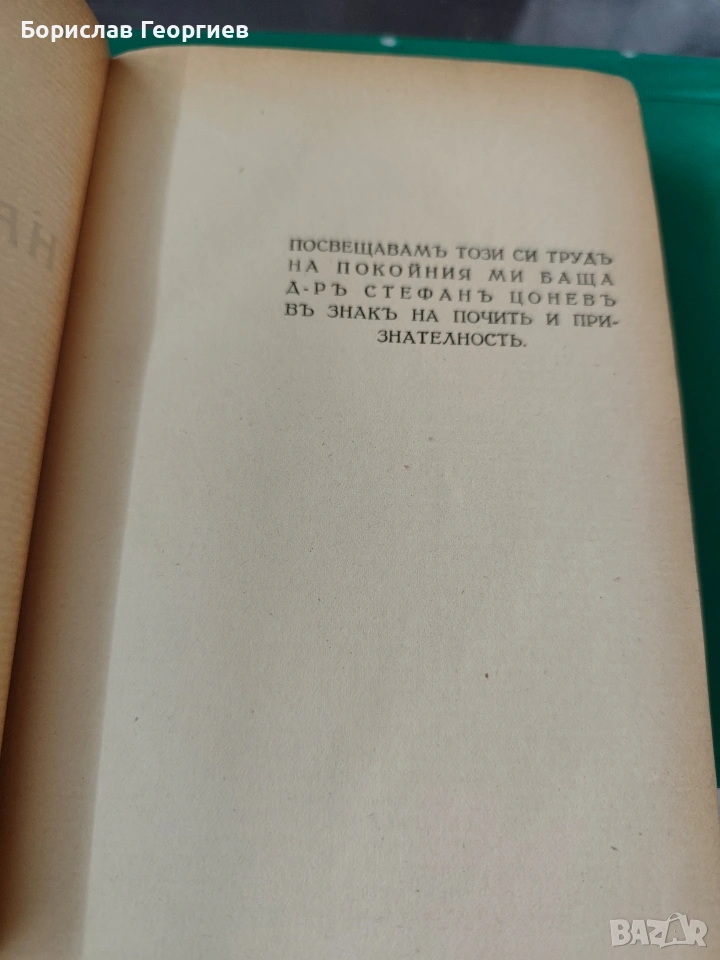 Борислав Георгиев
ПОСВЕЩАВАМЪ ТОЗИ СИ ТРУДЪ
НА ПОКОЙНИЯ МИ БАЩА
Д-РЪ СТЕФАНЪ ЦОНЕВЪ
ВЪ ЗНАКЪ НА ПОЧИТЬ И ПРИ-
ЗНАТЕЛНОСТЬ.
BAZAR